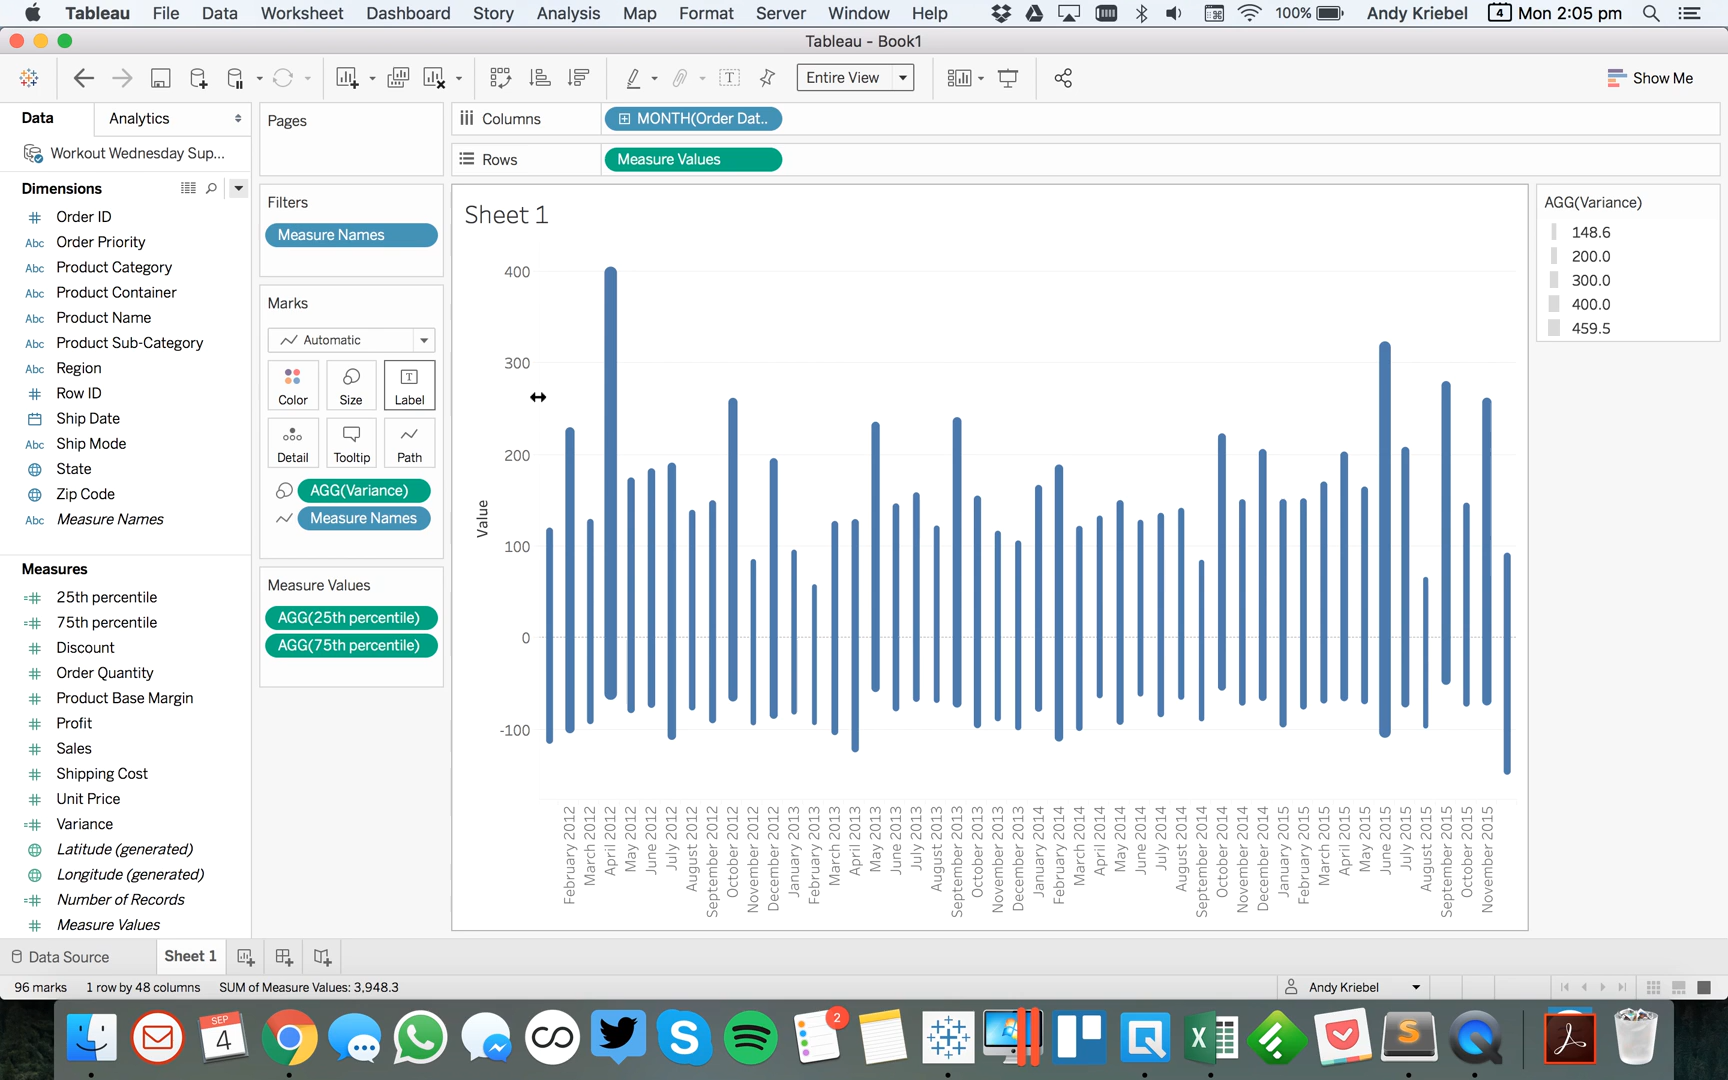 Tableau File Data Worksheet Dashboard Story Analysis Map Format Server Window Help 100% Andy Kriebel 4 Mon 2:05 pm
Tableau - Book1
Entire View
Show Me
Data Analytics
Workout Wednesday Sup...
Dimensions
# Order ID
Abc Order Priority
Abc Product Category
Abc Product Container
Abc Product Name
Abc Product Sub-Category
Abc Region
# Row ID
Ship Date
Abc Ship Mode
State
Zip Code
Abc Measure Names
Measures
=# 25th percentile
=# 75th percentile
# Discount
# Order Quantity
# Product Base Margin
# Profit
# Sales
# Shipping Cost
# Unit Price
=# Variance
Latitude (generated)
Longitude (generated)
=# Number of Records
# Measure Values
Pages
Filters
Measure Names
Marks
Automatic
Color Size Label
Detail Tooltip Path
AGG(Variance)
Measure Names
Measure Values
AGG(25th percentile)
AGG(75th percentile)
Columns MONTH(Order Dat..
Rows Measure Values
Sheet 1
400
300
200
100
0
-100
Value
February 2012
March 2012
April 2012
May 2012
June 2012
July 2012
August 2012
September 2012
October 2012
November 2012
December 2012
January 2013
February 2013
March 2013
April 2013
May 2013
June 2013
July 2013
August 2013
September 2013
October 2013
November 2013
December 2013
January 2014
February 2014
March 2014
April 2014
May 2014
June 2014
July 2014
August 2014
September 2014
October 2014
November 2014
December 2014
January 2015
February 2015
March 2015
April 2015
May 2015
June 2015
July 2015
August 2015
September 2015
October 2015
November 2015
AGG(Variance)
148.6
200.0
300.0
400.0
459.5
Data Source Sheet 1
96 marks 1 row by 48 columns SUM of Measure Values: 3,948.3 Andy Kriebel
SEP
4
2